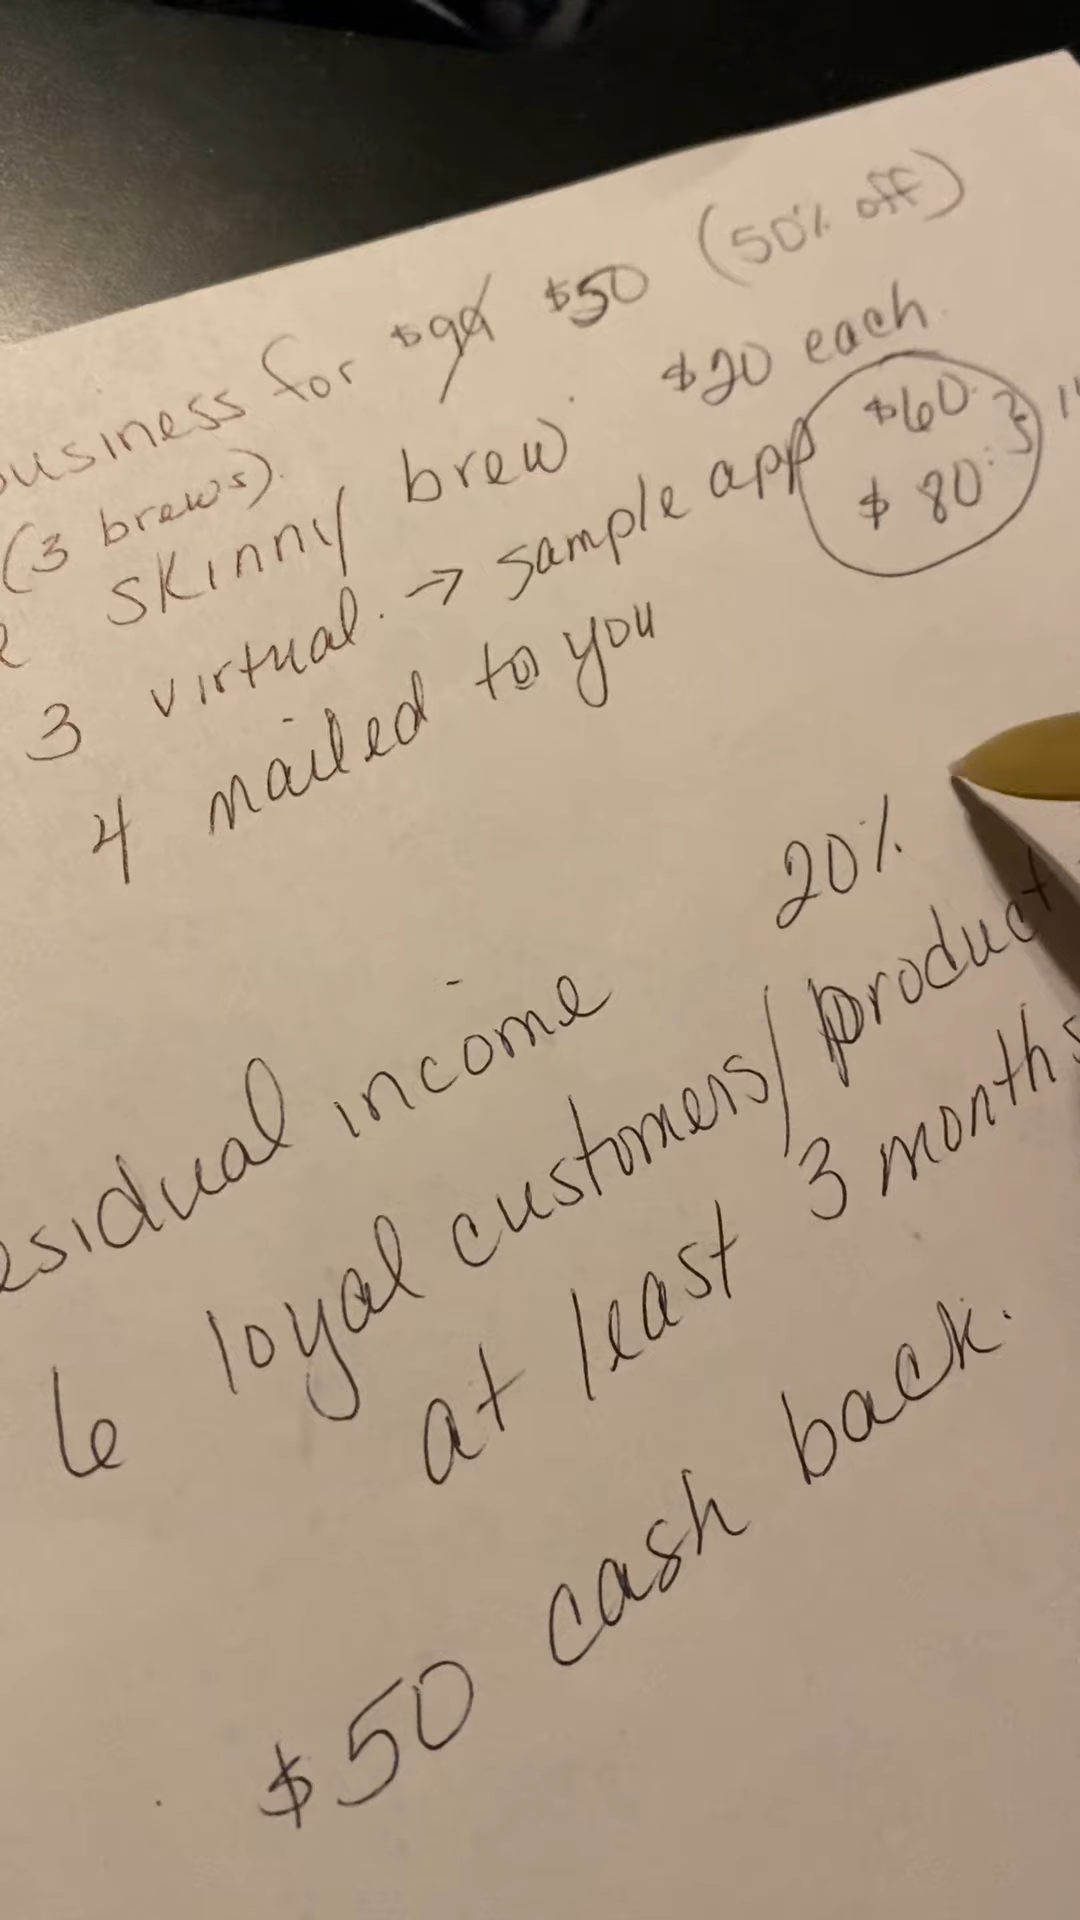 business for $99 $50 (50% off)
(3 brews).
skinny brew $20 each
3 virtual. → sample app $60
4 mailed to you $80
residual income 20%
6 loyal customers/product
at least 3 months
$50 cash back.